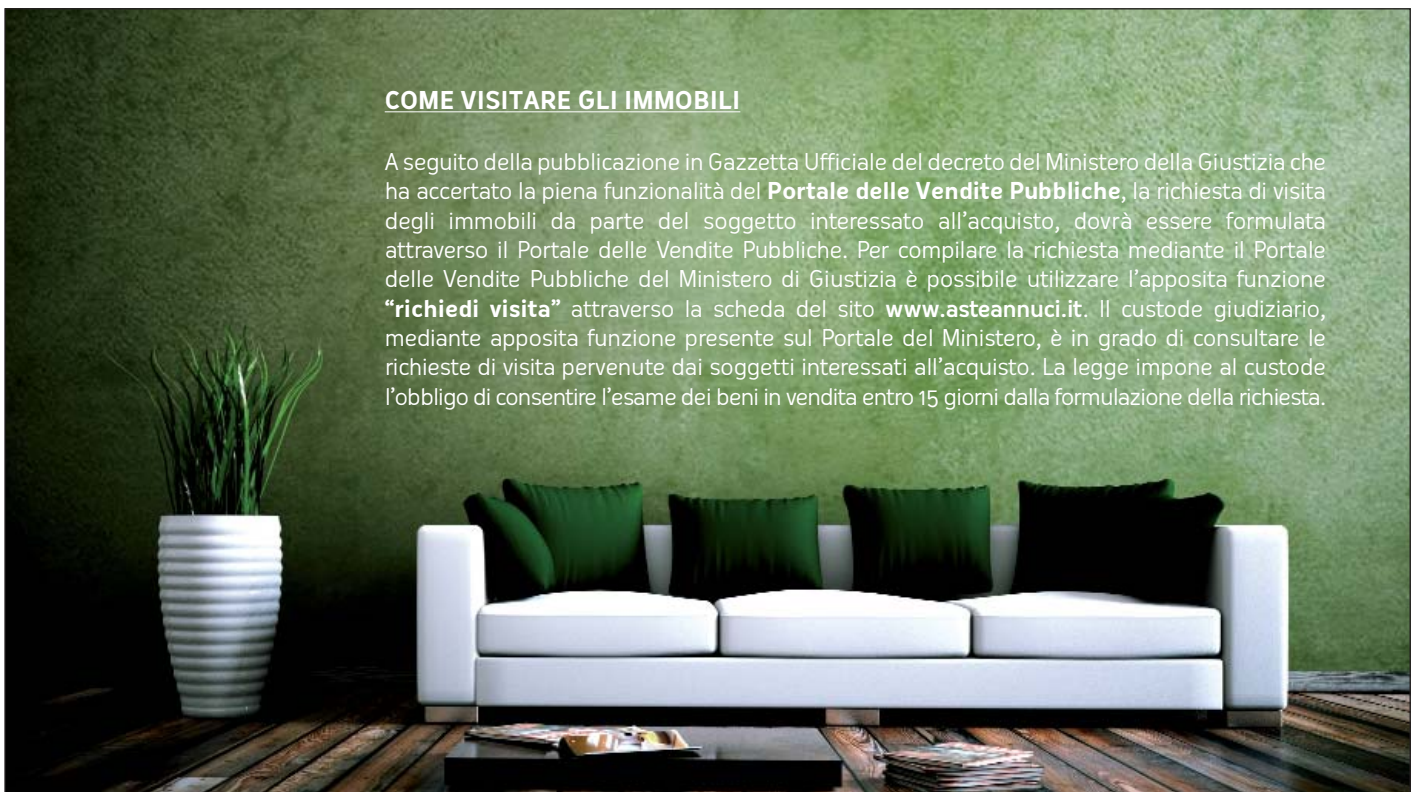 COME VISITARE GLI IMMOBILI
A seguito della pubblicazione in Gazzetta Ufficiale del decreto del Ministero della Giustizia che
ha accertato la piena funzionalità del Portale delle Vendite Pubbliche, la richiesta di visita
degli immobili da parte del soggetto interessato all'acquisto, dovrà essere formulata
attraverso il Portale delle Vendite Pubbliche. Per compilare la richiesta mediante il Portale
delle Vendite Pubbliche del Ministero di Giustizia è possibile utilizzare l'apposita funzione
“richiedi visita” attraverso la scheda del sito www.asteannuci.it. Il custode giudiziario,
mediante apposita funzione presente sul Portale del Ministero, è in grado di consultare le
richieste di visita pervenute dai soggetti interessati all'acquisto. La legge impone al custode
l'obbligo di consentire l'esame dei beni in vendita entro 15 giorni dalla formulazione della richiesta.